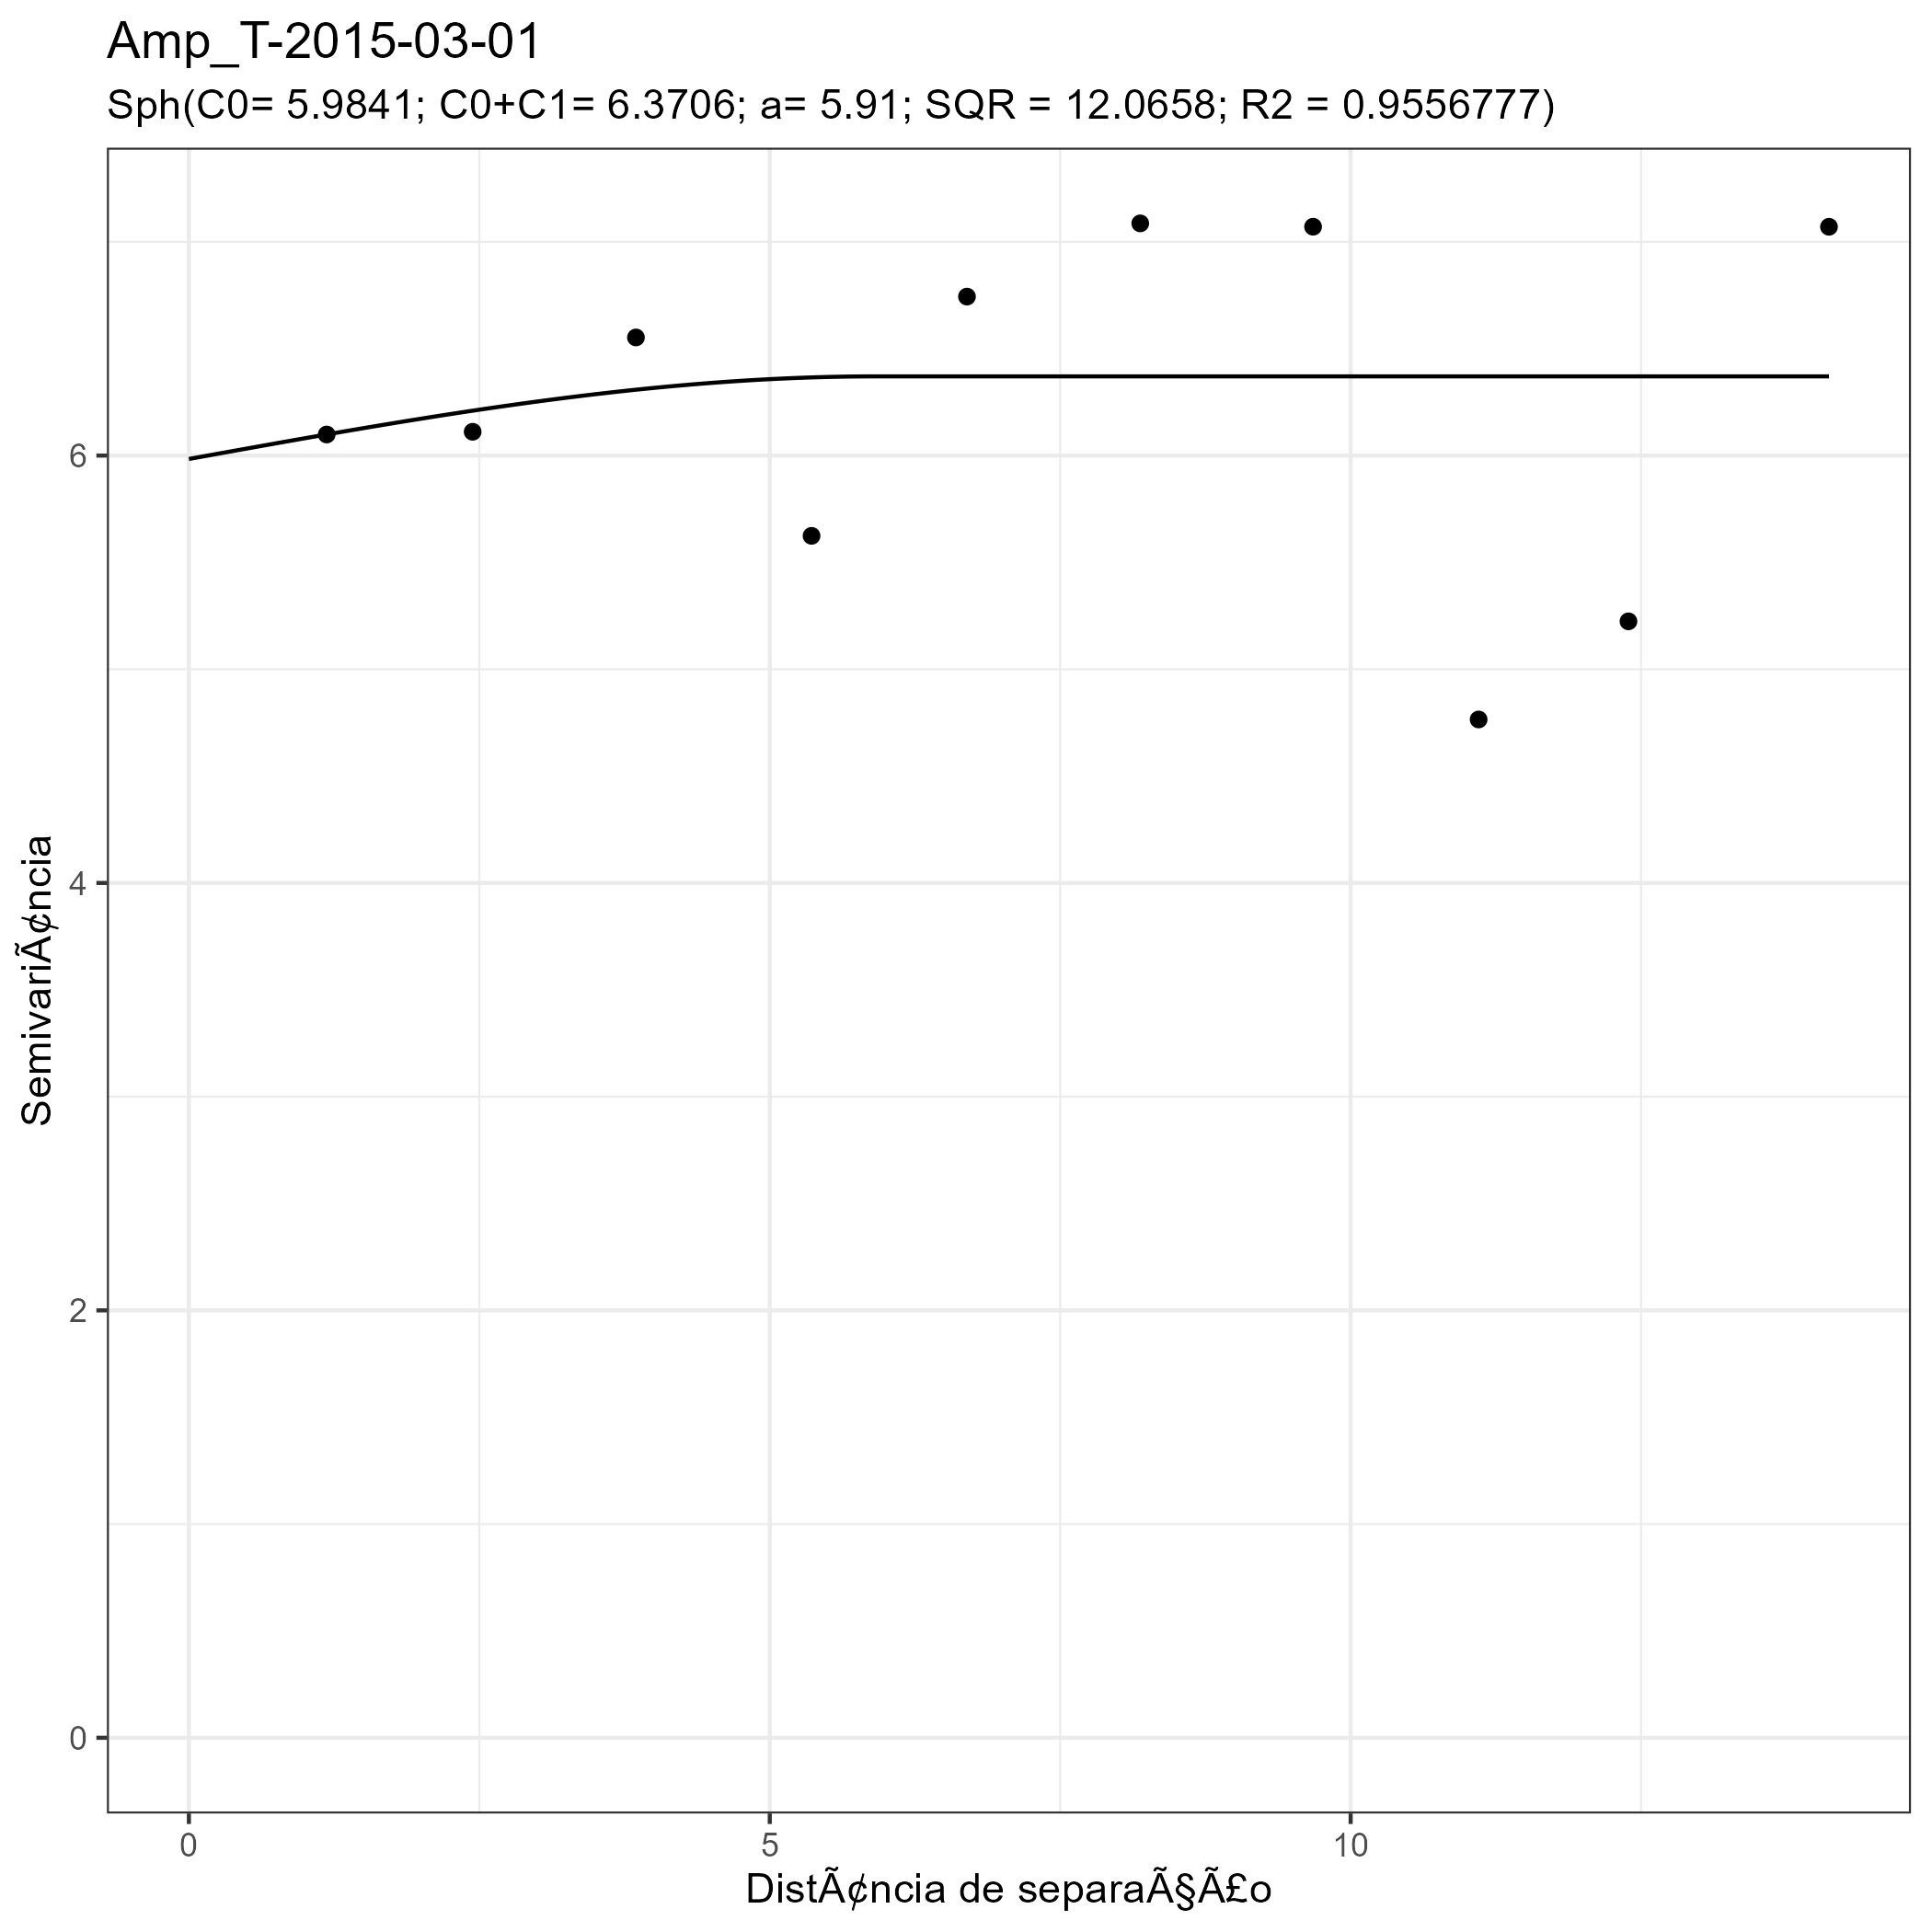 Amp_T-2015-03-01
Sph(C0= 5.9841; C0+C1= 6.3706; a= 5.91; SQR = 12.0658; R2 = 0.9556777)
SemivariÃ¢ncia
6
4
2
0
0
5
10
DistÃ¢ncia de separaÃ§Ã£o